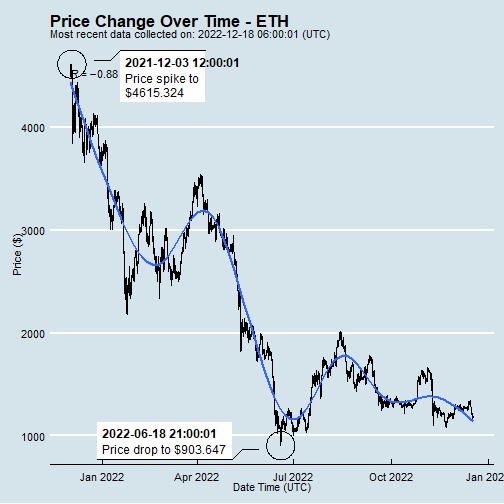 Price Change Over Time - ETH
Most recent data collected on: 2022-12-18 06:00:01 (UTC)
2021-12-03 12:00:01
Price spike to
$4615.324
R = −0.88
4000
3000
2000
1000
Price ($)
2022-06-18 21:00:01
Price drop to $903.647
Jan 2022
Apr 2022
Jul 2022
Oct 2022
Jan 202
Date Time (UTC)